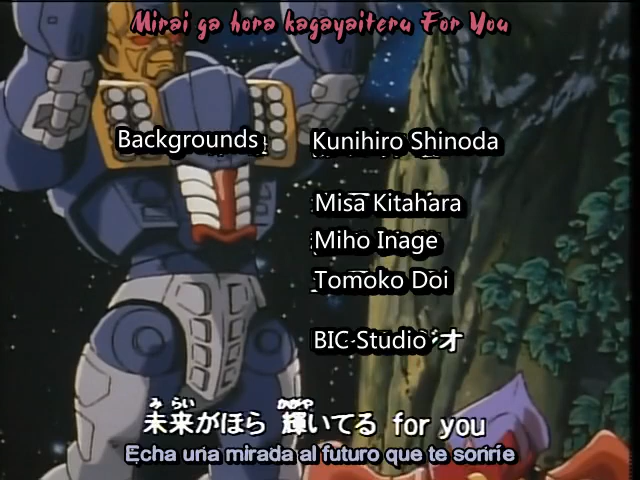 Mirai ga hora kagayaiteru For You
Backgrounds
Kunihiro Shinoda
Misa Kitahara
Miho Inage
Tomoko Doi
BIC-Studio オ
み らい かがや
未来がほら 輝いてる for you
Echa una mirada al futuro que te sonríe